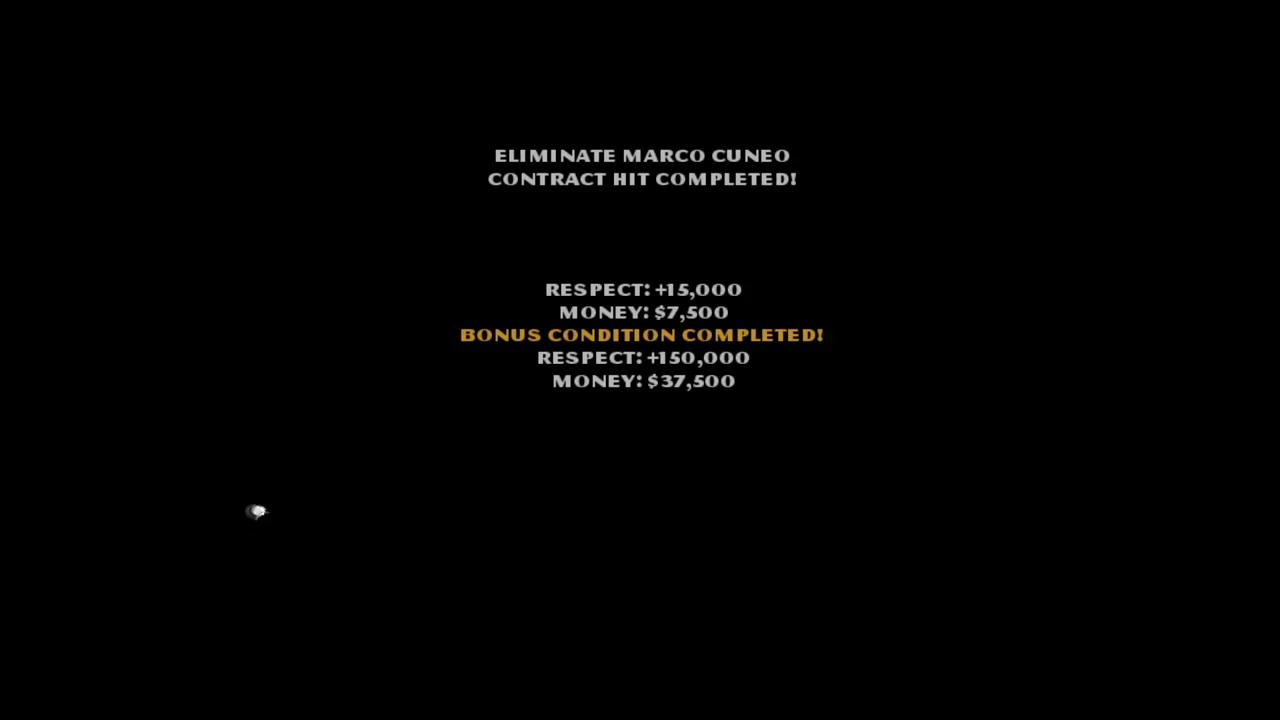 ELIMINATE MARCO CUNEO
CONTRACT HIT COMPLETED!
RESPECT: +15,000
MONEY: $7,500
BONUS CONDITION COMPLETED!
RESPECT: +150,000
MONEY: $37,500